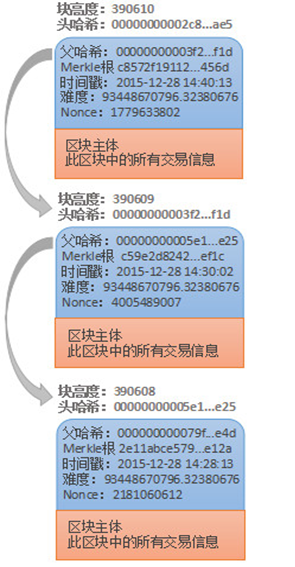 块高度：390610
头哈希：00000000002c8...ae5
父哈希：00000000003f2...f1d
Merkle根 c8572f19112...456d
时间戳：2015-12-28 14:40:13
难度：93448670796.32380676
Nonce：1779633802
区块主体
此区块中的所有交易信息
块高度：390609
头哈希：00000000003f2...f1d
父哈希：00000000005e1...e25
Merkle根 c59e2d8242...ef1c
时间戳：2015-12-28 14:30:02
难度：93448670796.32380676
Nonce：4005489007
区块主体
此区块中的所有交易信息
块高度：390608
头哈希：00000000005e1...e25
父哈希：000000000079f...e4d
Merkle根 2e11abce579...e12a
时间戳：2015-12-28 14:28:13
难度：93448670796.32380676
Nonce：2181060612
区块主体
此区块中的所有交易信息